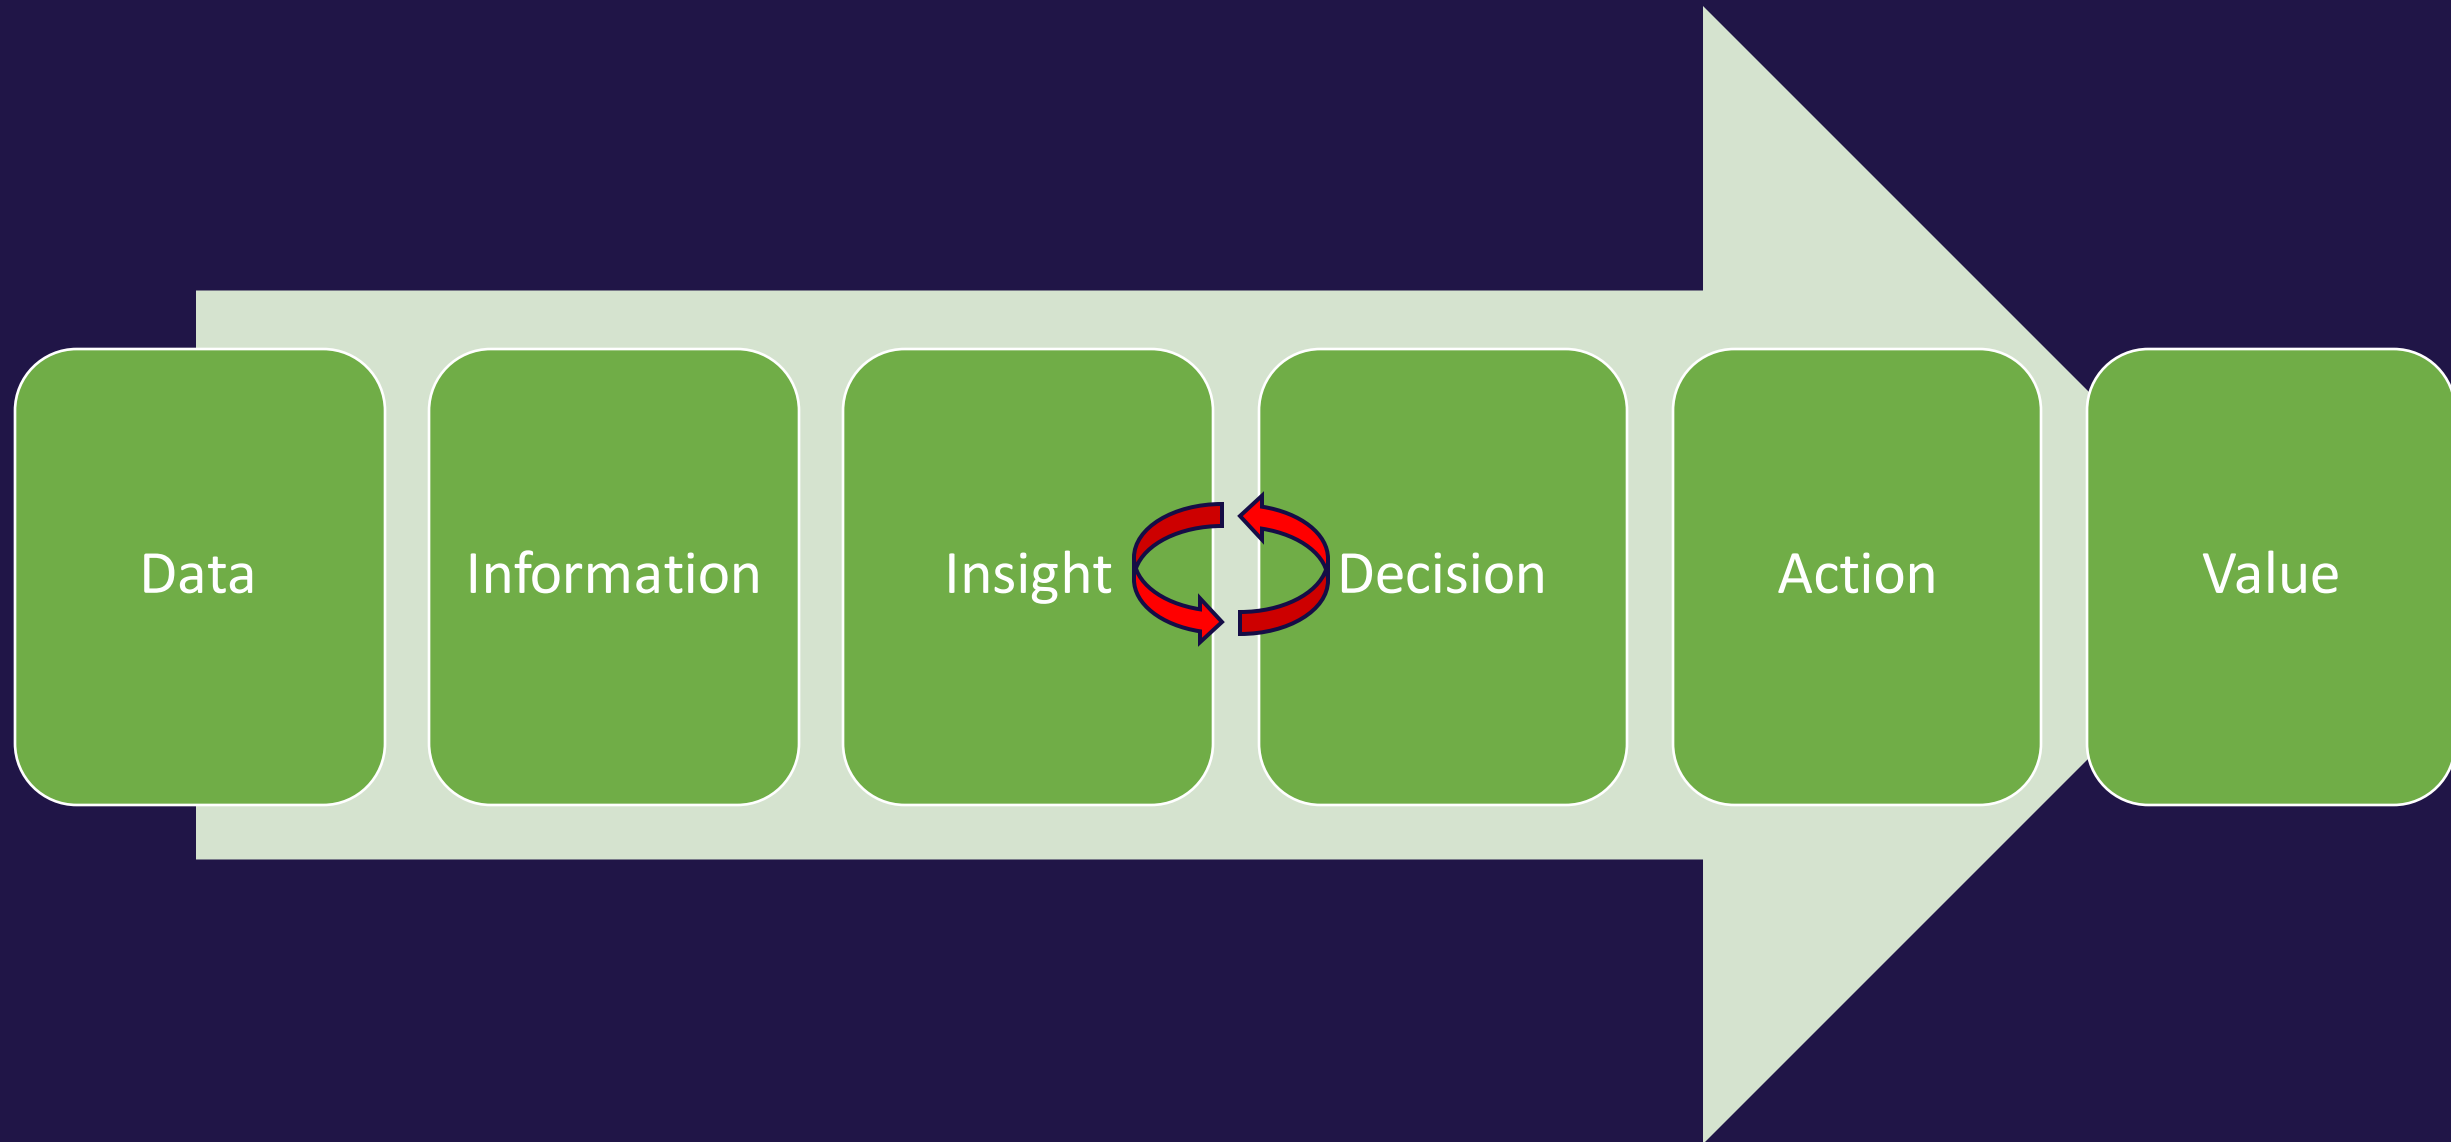 Data
Information
Insight
Decision
Action
Value